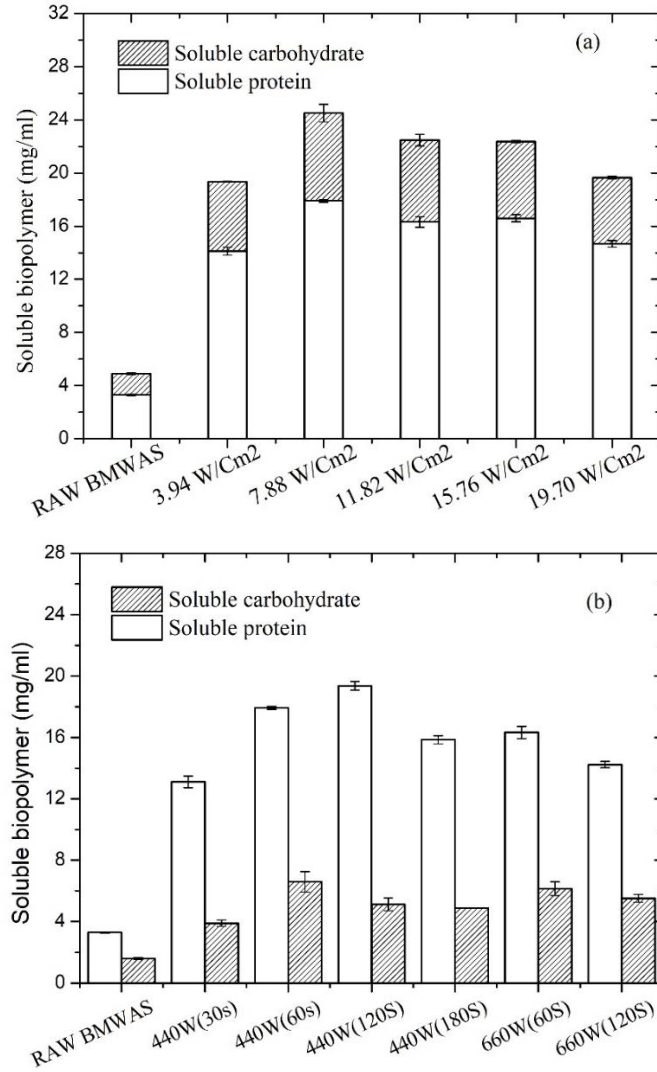 32
28
24
20
16
12
8
4
0
Soluble biopolymer (mg/ml)
(a)
Soluble carbohydrate
Soluble protein
RAW BMWAS
3.94 W/Cm2
7.88 W/Cm2
11.82 W/Cm2
15.76 W/Cm2
19.70 W/Cm2
28
24
20
16
12
8
4
0
Soluble biopolymer (mg/ml)
(b)
Soluble carbohydrate
Soluble protein
RAW BMWAS
440W(30s)
440W(60s)
440W(120S)
440W(180S)
660W(60S)
660W(120S)